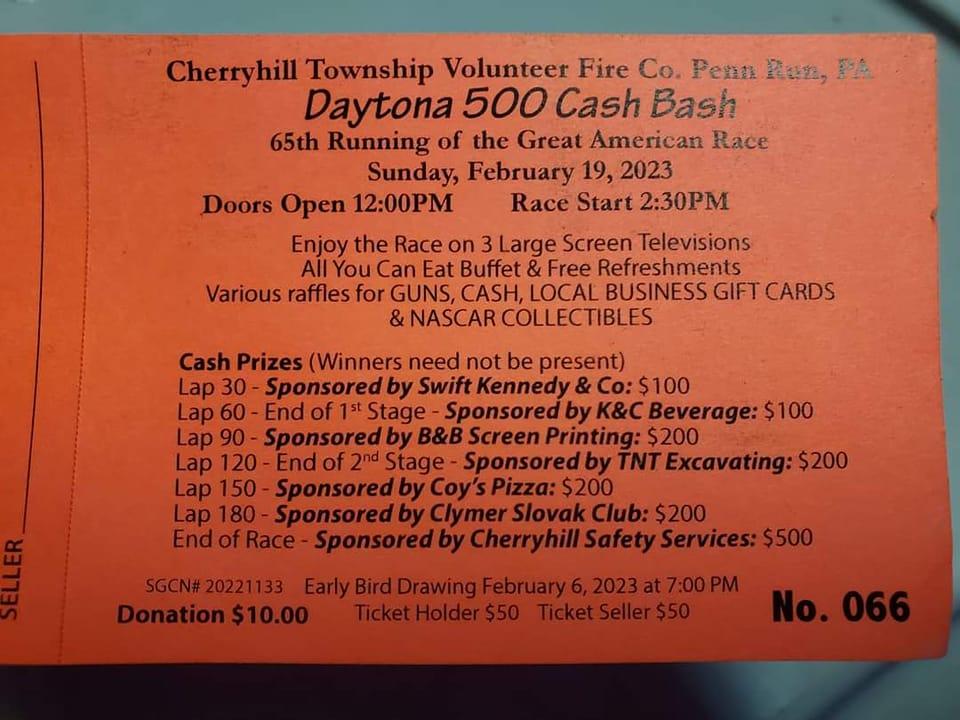 Cherryhill Township Volunteer Fire Co. Penn Run, PA
Daytona 500 Cash Bash
65th Running of the Great American Race
Sunday, February 19, 2023
Doors Open 12:00PM Race Start 2:30PM
Enjoy the Race on 3 Large Screen Televisions
All You Can Eat Buffet & Free Refreshments
Various raffles for GUNS, CASH, LOCAL BUSINESS GIFT CARDS
& NASCAR COLLECTIBLES
Cash Prizes (Winners need not be present)
Lap 30 - Sponsored by Swift Kennedy & Co: $100
Lap 60 - End of 1st Stage - Sponsored by K&C Beverage: $100
Lap 90 - Sponsored by B&B Screen Printing: $200
Lap 120 - End of 2nd Stage - Sponsored by TNT Excavating: $200
Lap 150 - Sponsored by Coy's Pizza: $200
Lap 180 - Sponsored by Clymer Slovak Club: $200
End of Race - Sponsored by Cherryhill Safety Services: $500
SGCN# 20221133 Early Bird Drawing February 6, 2023 at 7:00 PM
Donation $10.00 Ticket Holder $50 Ticket Seller $50 No. 066
SELLER